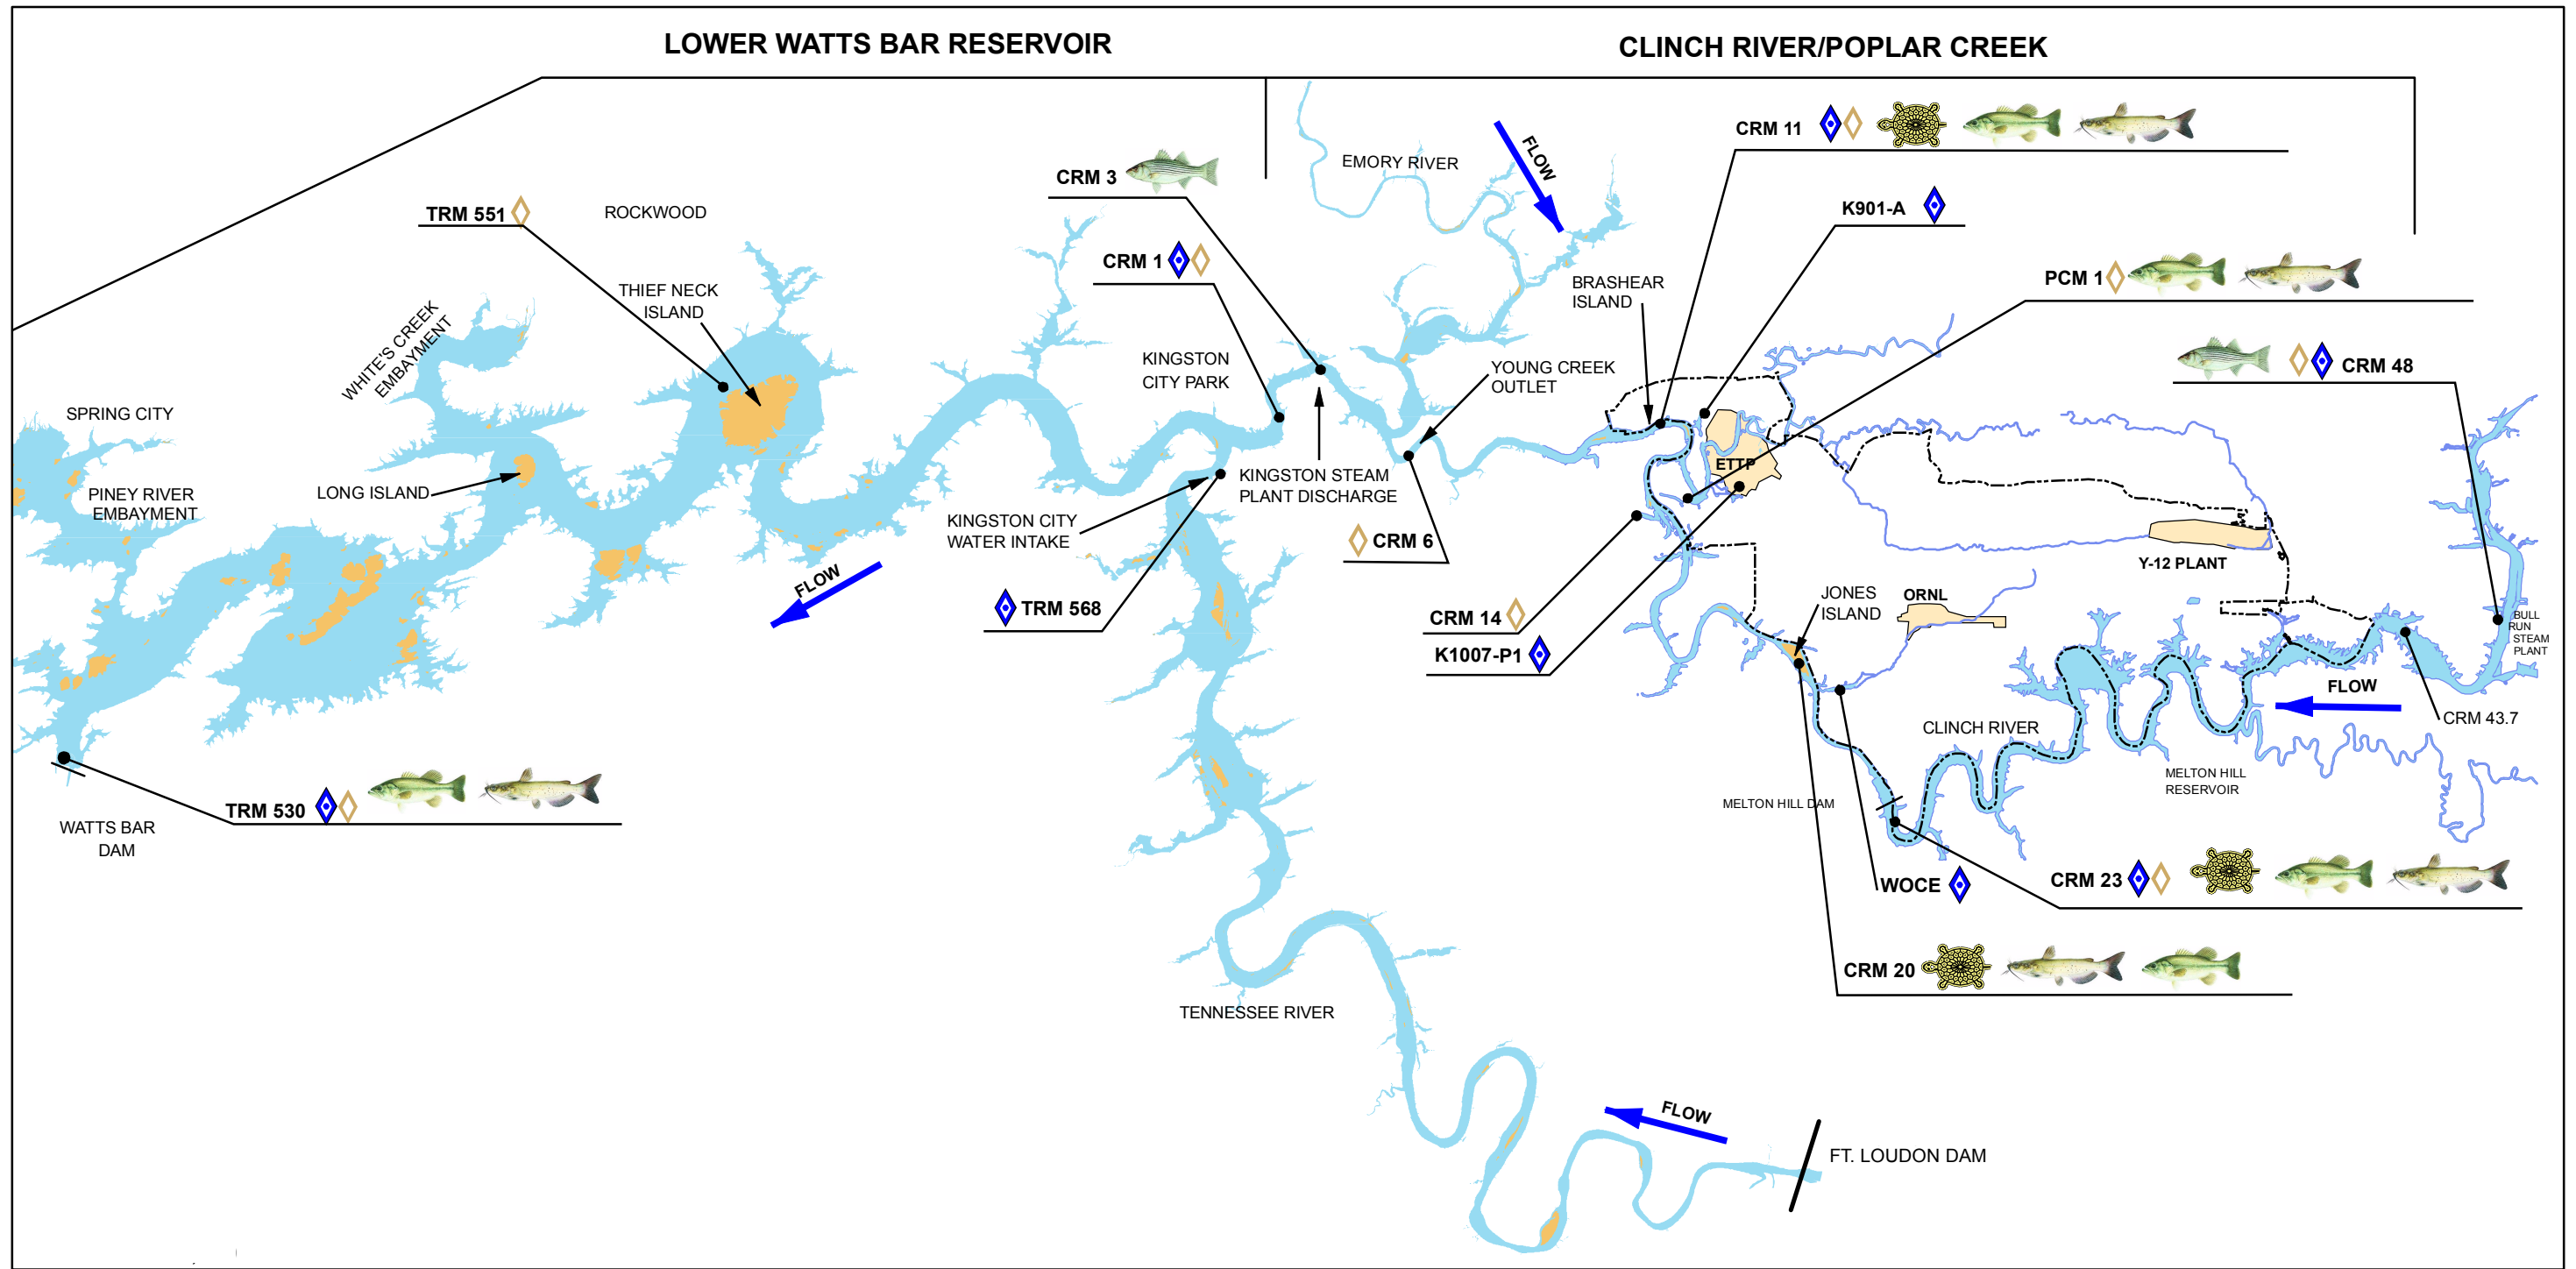 LOWER WATTS BAR RESERVOIR
CLINCH RIVER/POPLAR CREEK
CRM 11
FLOW
EMORY RIVER
CRM 3
K901-A
TRM 551
ROCKWOOD
CRM 1
PCM 1
BRASHEAR
ISLAND
THIEF NECK
ISLAND
WHITE'S CREEK
EMBAYMENT
KINGSTON
CITY PARK
YOUNG CREEK
OUTLET
CRM 48
SPRING CITY
ETTP
PINEY RIVER
EMBAYMENT
LONG ISLAND
KINGSTON STEAM
PLANT DISCHARGE
KINGSTON CITY
WATER INTAKE
CRM 6
Y-12 PLANT
FLOW
TRM 568
CRM 14
K1007-P1
JONES
ISLAND
ORNL
BULL
RUN
STEAM
PLANT
FLOW
CRM 43.7
CLINCH RIVER
MELTON HILL
RESERVOIR
MELTON HILL DAM
TRM 530
WATTS BAR
DAM
WOCE
CRM 23
CRM 20
TENNESSEE RIVER
FLOW
FT. LOUDON DAM